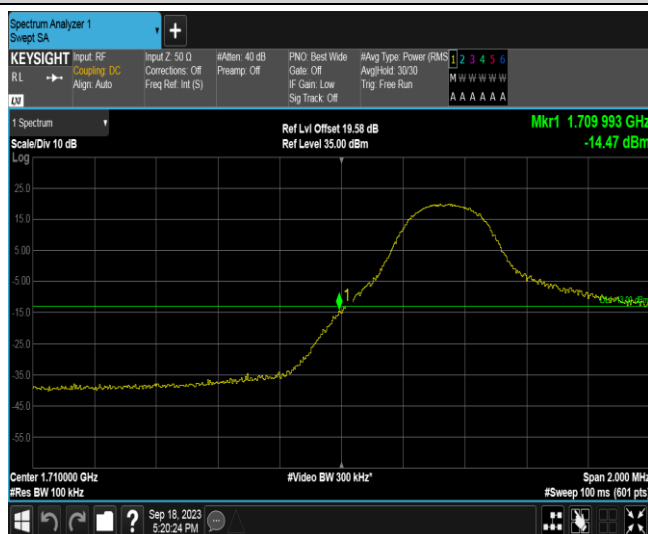 Spectrum Analyzer 1
Swept SA
KEYSIGHT
RL
Input: RF
Coupling: DC
Align: Auto
Input Z: 50 Ω
Corrections: Off
Freq Ref: Int (S)
#Atten: 40 dB
Preamp: Off
PNO: Best Wide
Gate: Off
IF Gain: Low
Sig Track: Off
#Avg Type: Power (RMS
Avg|Hold: 30/30
Trig: Free Run
1 2 3 4 5 6
M W W W W W
A A A A A A
LXI
1 Spectrum
Scale/Div 10 dB
Ref Lvl Offset 19.58 dB
Ref Level 35.00 dBm
Mkr1 1.709 993 GHz
-14.47 dBm
Log
25.0
15.0
5.00
-5.00
1
-15.0
-25.0
-35.0
-45.0
-55.0
Center 1.710000 GHz
#Video BW 300 kHz*
Span 2.000 MHz
#Res BW 100 kHz
#Sweep 100 ms (601 pts)
?
Sep 18, 2023
5:20:24 PM